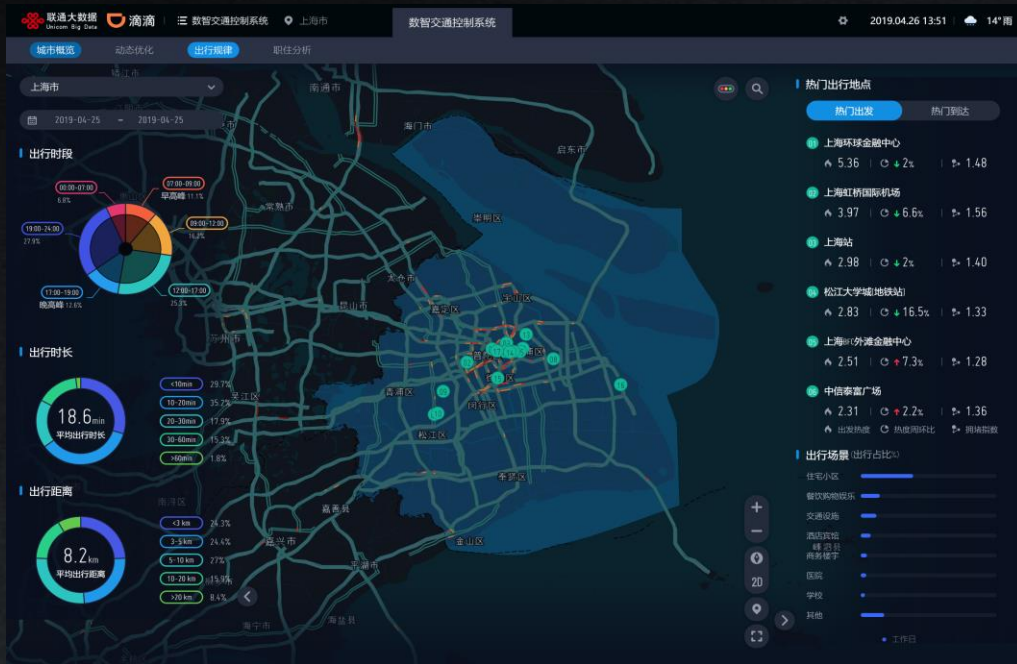 联通大数据
Unicom Big Data
滴滴
数智交通控制系统
上海市
数智交通控制系统
2019.04.26 13:51
14°雨
城市概览
动态优化
出行规律
职住分析
上海市
2019-04-25 - 2019-04-25
出行时段
00:00-07:00
6.8%
07:00-09:00
早高峰 11.1%
09:00-12:00
19:00-24:00
27.9%
17:00-19:00
晚高峰 12.6%
12:00-17:00
出行时长
18.6min
平均出行时长
<10min 29.7%
10-20min 35.2%
20-30min 17.9%
30-60min 15.3%
>60min 1.8%
出行距离
8.2km
平均出行距离
<3 km 24.3%
3-5 km 24.4%
5-10 km 27%
10-20 km 15.9%
>20 km 8.4%
南通市
海门市
启东市
常熟市
崇明区
太仓市
昆山市
嘉定区
宝山区
苏州市
吴江区
青浦区
闵行区
松江区
奉贤区
金山区
嘉善县
嘉兴市
平湖市
海宁市
海盐县
南浔区
嵊泗县
2D
热门出行地点
热门出发
热门到达
01 上海环球金融中心
5.36 ↓2% 1.48
02 上海虹桥国际机场
3.97 ↓6.6% 1.56
03 上海站
2.98 ↓2% 1.40
04 松江大学城(地铁站)
2.83 ↓16.5% 1.33
05 上海BFC外滩金融中心
2.51 ↑7.3% 1.28
06 中信泰富广场
2.31 ↑2.2% 1.36
出发热度 热度周环比 拥堵指数
出行场景(出行占比%)
住宅小区
餐饮购物娱乐
交通设施
酒店宾馆
商务楼宇
医院
学校
其他
工作日